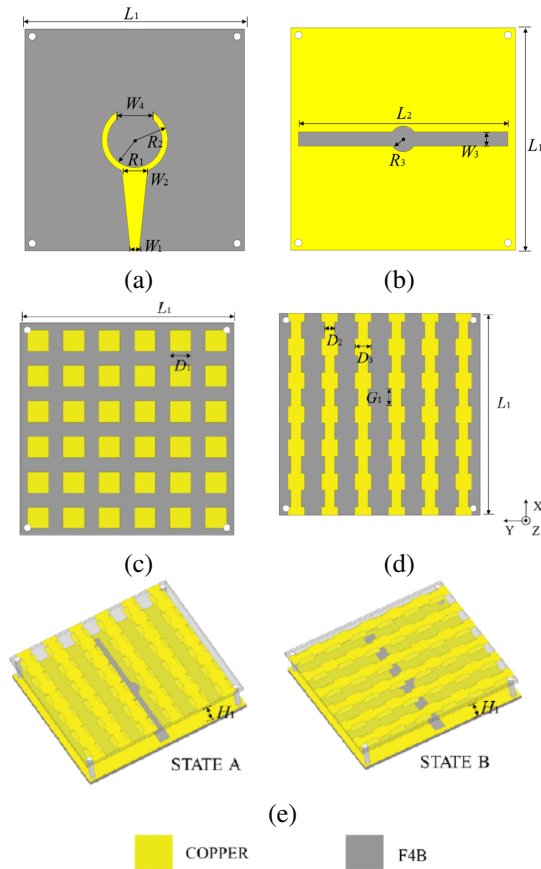 L1
W4
R2
R1
W2
W1
(a)
L2
R3
W3
L1
(b)
L1
D1
(c)
D2
D3
G1
L1
X
Y
Z
(d)
H1
STATE A
H1
STATE B
(e)
COPPER
F4B